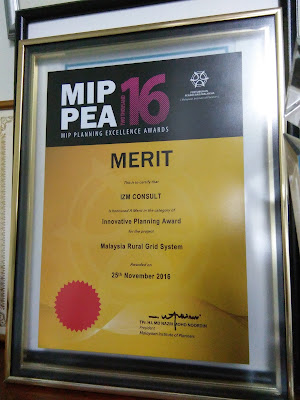 MIP
PEA
16
MIP PLANNING EXCELLENCE AWARDS
MERIT
This is to certify that
IZM CONSULT
is honoured A Merit in the category of
Innovative Planning Award
for the project
Malaysia Rural Grid System
Awarded on
25th November 2016
President
Malaysian Institute of Planners